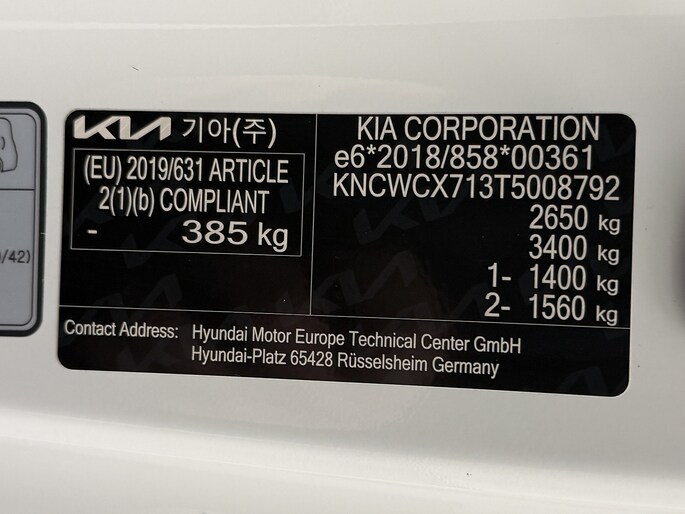 KIA 기아(주)
(EU) 2019/631 ARTICLE
2(1)(b) COMPLIANT
- 385 kg
KIA CORPORATION
e6*2018/858*00361
KNCWCX713T5008792
2650 kg
3400 kg
1- 1400 kg
2- 1560 kg
Contact Address: Hyundai Motor Europe Technical Center GmbH
Hyundai-Platz 65428 Rüsselsheim Germany
/42)